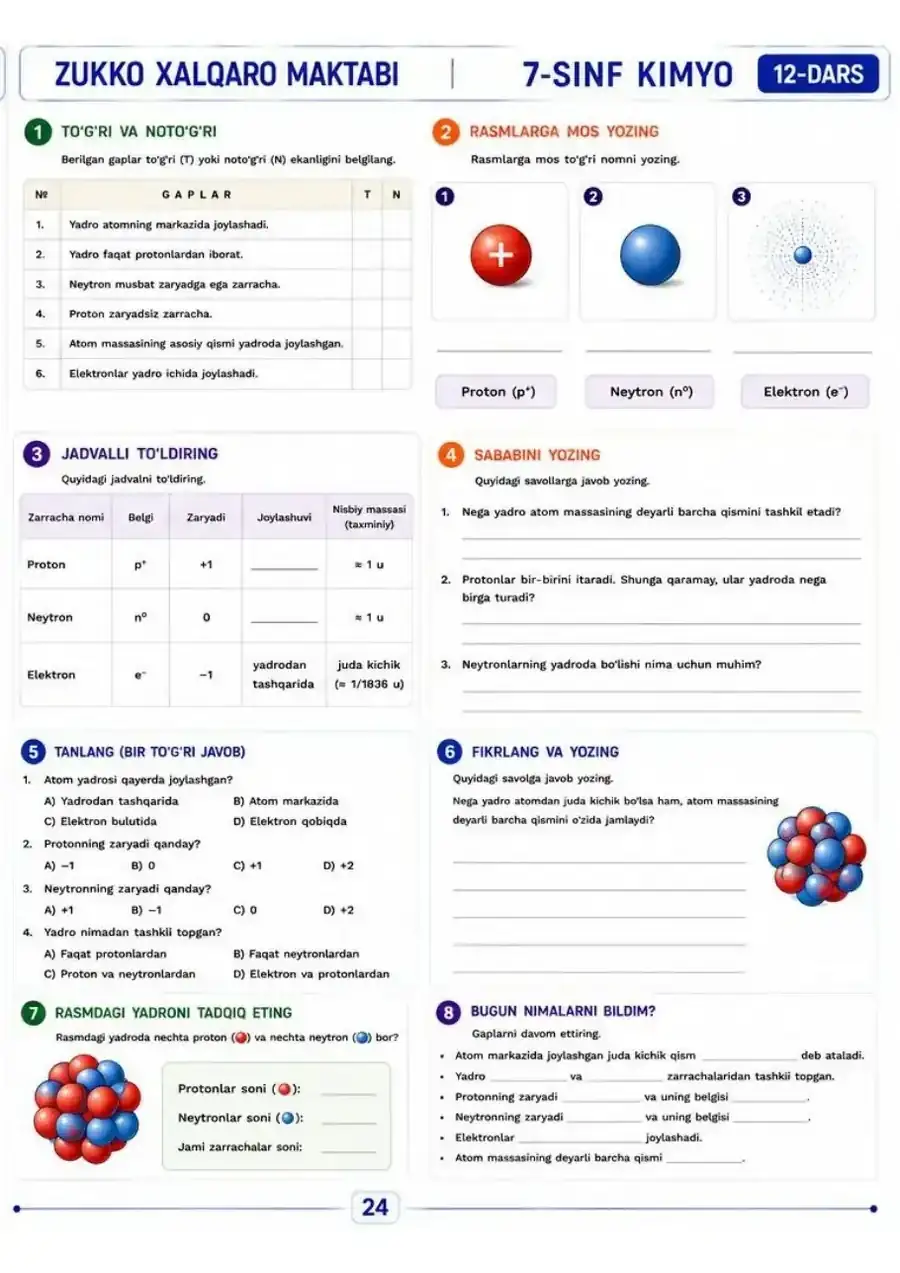 ZUKKO XALQARO MAKTABI | 7-SINF KIMYO 12-DARS
1 TO'G'RI VA NOTO'G'RI
Berilgan gaplar to'g'ri (T) yoki noto'g'ri (N) ekanligini belgilang.
№ GAPLAR T N
1. Yadro atomning markazida joylashadi.
2. Yadro faqat protonlardan iborat.
3. Neytron musbat zaryadga ega zarracha.
4. Proton zaryadsiz zarracha.
5. Atom massasining asosiy qismi yadroda joylashgan.
6. Elektronlar yadro ichida joylashadi.
2 RASMLARGA MOS YOZING
Rasmlarga mos to'g'ri nomni yozing.
1 2 3
+
Proton (p⁺) Neytron (n⁰) Elektron (e⁻)
3 JADVALLI TO'LDIRING
Quyidagi jadvalni to'ldiring.
Zarracha nomi Belgi Zaryadi Joylashuvi Nisbiy massasi (taxminiy)
Proton p⁺ +1 ________ ≈ 1 u
Neytron n⁰ 0 ________ ≈ 1 u
Elektron e⁻ −1 yadrodan tashqarida juda kichik (≈ 1/1836 u)
4 SABABINI YOZING
Quyidagi savollarga javob yozing.
1. Nega yadro atom massasining deyarli barcha qismini tashkil etadi?
2. Protonlar bir-birini itaradi. Shunga qaramay, ular yadroda nega
birga turadi?
3. Neytronlarning yadroda bo'lishi nima uchun muhim?
5 TANLANG (BIR TO'G'RI JAVOB)
1. Atom yadrosi qayerda joylashgan?
A) Yadrodan tashqarida B) Atom markazida
C) Elektron bulutida D) Elektron qobiqda
2. Protonning zaryadi qanday?
A) −1 B) 0 C) +1 D) +2
3. Neytronning zaryadi qanday?
A) +1 B) −1 C) 0 D) +2
4. Yadro nimadan tashkil topgan?
A) Faqat protonlardan B) Faqat neytronlardan
C) Proton va neytronlardan D) Elektron va protonlardan
6 FIKRLANG VA YOZING
Quyidagi savolga javob yozing.
Nega yadro atomdan juda kichik bo'lsa ham, atom massasining
deyarli barcha qismini o'zida jamlaydi?
7 RASMDAGI YADRONI TADQIQ ETING
Rasmdagi yadroda nechta proton ( ) va nechta neytron ( ) bor?
Protonlar soni ( ): ________
Neytronlar soni ( ): ________
Jami zarrachalar soni: ________
8 BUGUN NIMALARNI BILDIM?
Gaplarni davom ettiring.
• Atom markazida joylashgan juda kichik qism ________ deb ataladi.
• Yadro ________ va ________ zarrachalaridan tashkil topgan.
• Protonning zaryadi ________ va uning belgisi ________.
• Neytronning zaryadi ________ va uning belgisi ________.
• Elektronlar ________ joylashadi.
• Atom massasining deyarli barcha qismi ________.
24